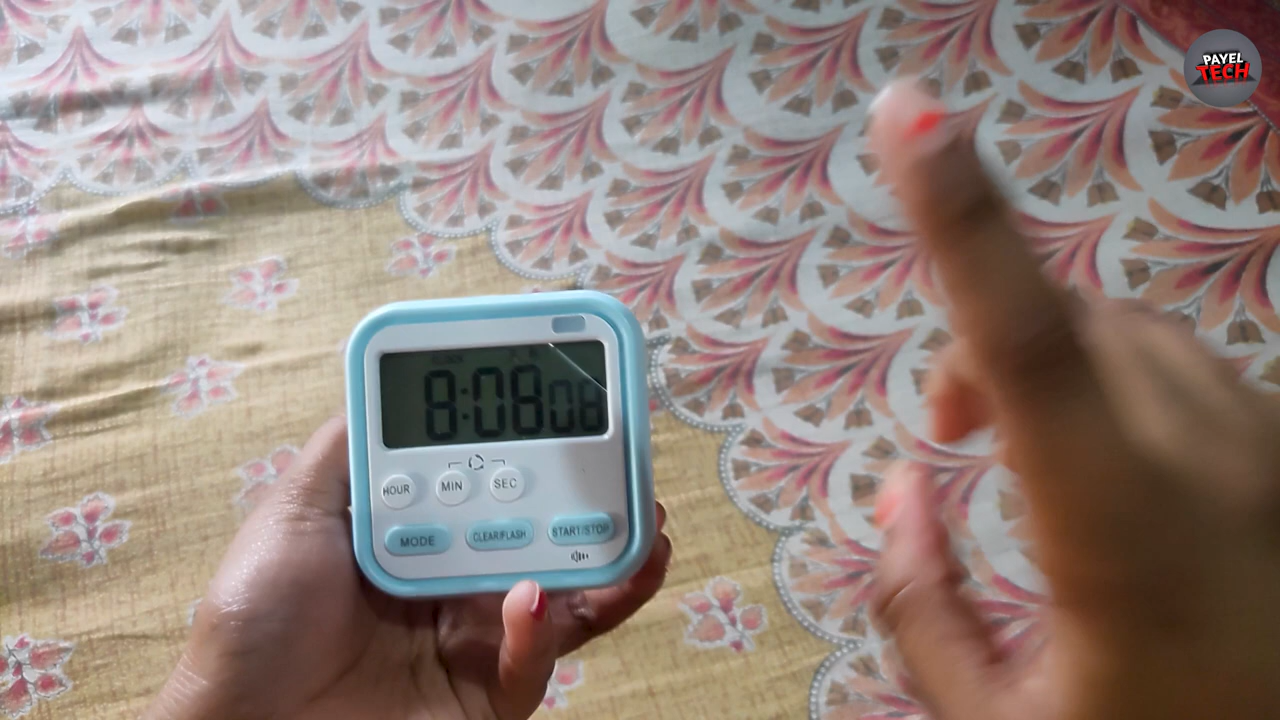 PAYEL
TECH
8:08 08
HOUR
MIN
SEC
MODE
CLEAR/FLASH
START/STOP